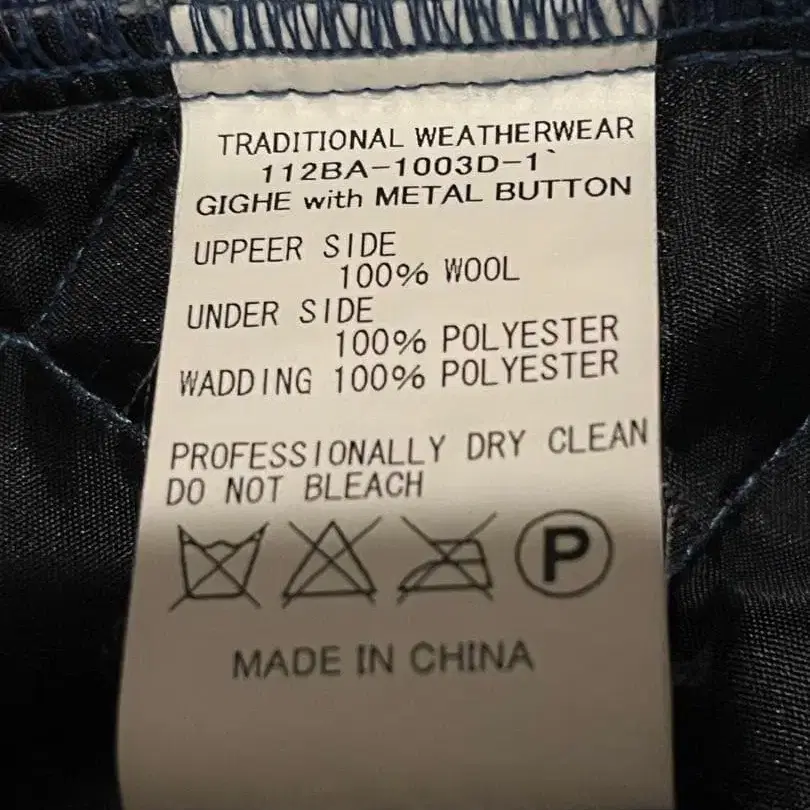 TRADITIONAL WEATHERWEAR
112BA-1003D-1`
GIGHE with METAL BUTTON
UPPEER SIDE
100% WOOL
UNDER SIDE
100% POLYESTER
WADDING 100% POLYESTER
PROFESSIONALLY DRY CLEAN
DO NOT BLEACH
P
MADE IN CHINA